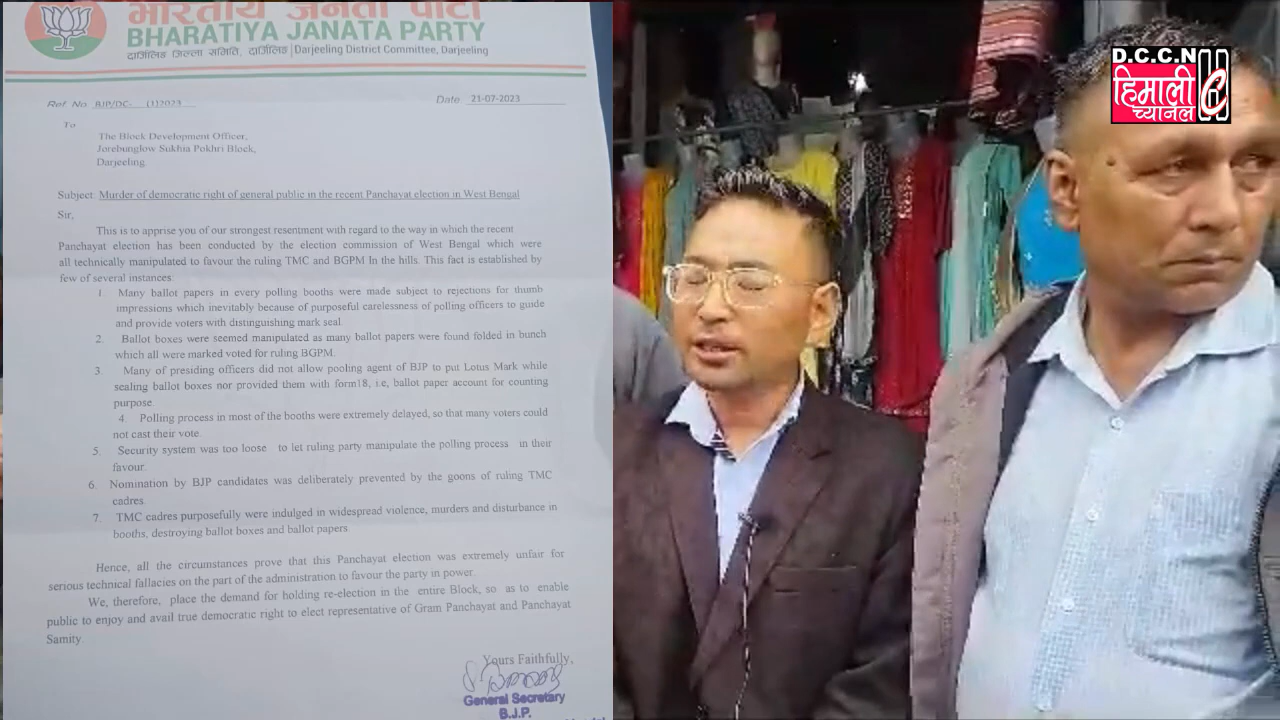 भारतीय जनता पार्टी
BHARATIYA JANATA PARTY
दार्जिलिङ जिल्ला समिति, दार्जिलिङ | Darjeeling District Committee, Darjeeling
Ref No BJP/DC- (1)2023
Date 21-07-2023
To
The Block Development Officer,
Jorebunglow Sukhia Pokhri Block,
Darjeeling.
Subject: Murder of democratic right of general public in the recent Panchayat election in West Bengal
Sir,
This is to apprise you of our strongest resentment with regard to the way in which the recent
Panchayat election has been conducted by the election commission of West Bengal which were
all technically manipulated to favour the ruling TMC and BGPM In the hills. This fact is established by
few of several instances.
1 Many ballot papers in every polling booths were made subject to rejections for thumb
impressions which inevitably because of purposeful carelessness of polling officers to guide
and provide voters with distinguishing mark seal.
2. Ballot boxes were seemed manipulated as many ballot papers were found folded in bunch
which all were marked voted for ruling BGPM.
3. Many of presiding officers did not allow pooling agent of BJP to put Lotus Mark while
sealing ballot boxes nor provided them with form18, i.e, ballot paper account for counting
purpose.
4. Polling process in most of the booths were extremely delayed, so that many voters could
not cast their vote.
5. Security system was too loose to let ruling party manipulate the polling process in their
favour.
6. Nomination by BJP candidates was deliberately prevented by the goons of ruling TMC
cadres.
7. TMC cadres purposefully were indulged in widespread violence, murders and disturbance in
booths, destroying ballot boxes and ballot papers.
Hence, all the circumstances prove that this Panchayat election was extremely unfair for
serious technical fallacies on the part of the administration to favour the party in power.
We, therefore, place the demand for holding re-election in the entire Block, so as to enable
public to enjoy and avail true democratic right to elect representative of Gram Panchayat and Panchayat
Samity.
Yours Faithfully,
General Secretary
B.J.P.
D.C.C.N
हिमाली
च्यानल